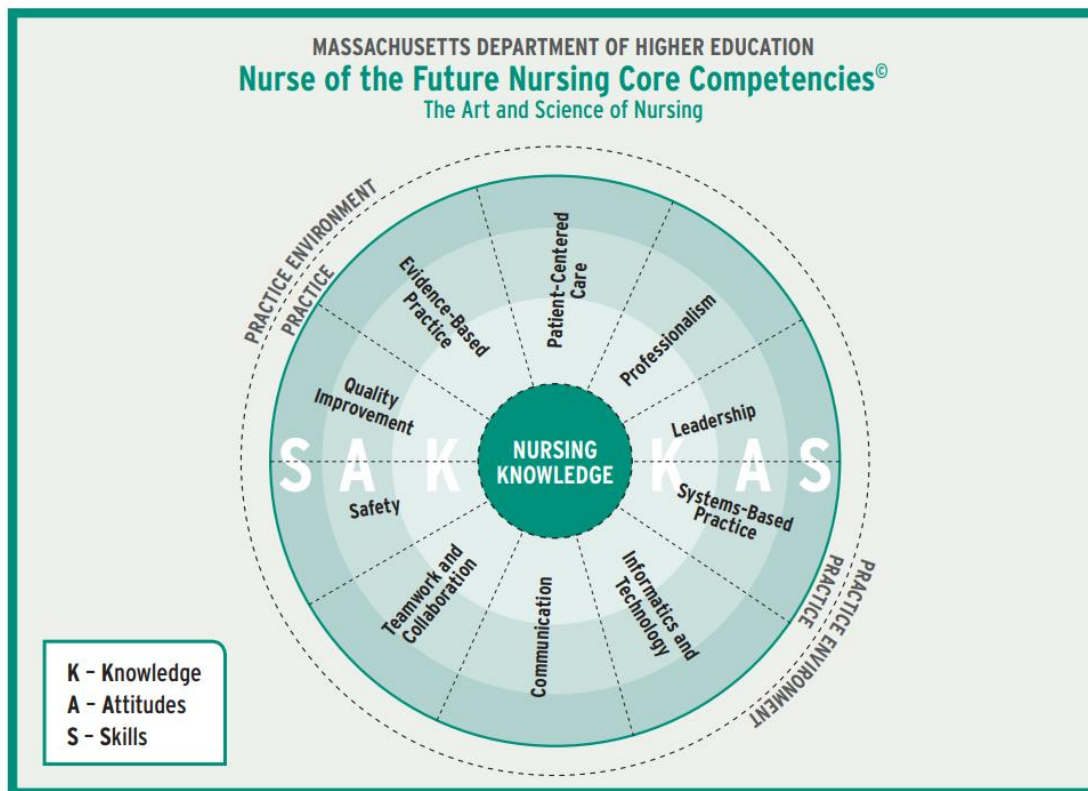 MASSACHUSETTS DEPARTMENT OF HIGHER EDUCATION
Nurse of the Future Nursing Core Competencies©
The Art and Science of Nursing
PRACTICE ENVIRONMENT
PRACTICE
Patient-Centered
Care
Professionalism
Leadership
Systems-Based
Practice
Informatics and
Technology
Communication
Teamwork and
Collaboration
Safety
Quality
Improvement
Evidence-Based
Practice
S A K
NURSING
KNOWLEDGE
K A S
PRACTICE
PRACTICE ENVIRONMENT
K – Knowledge
A – Attitudes
S – Skills